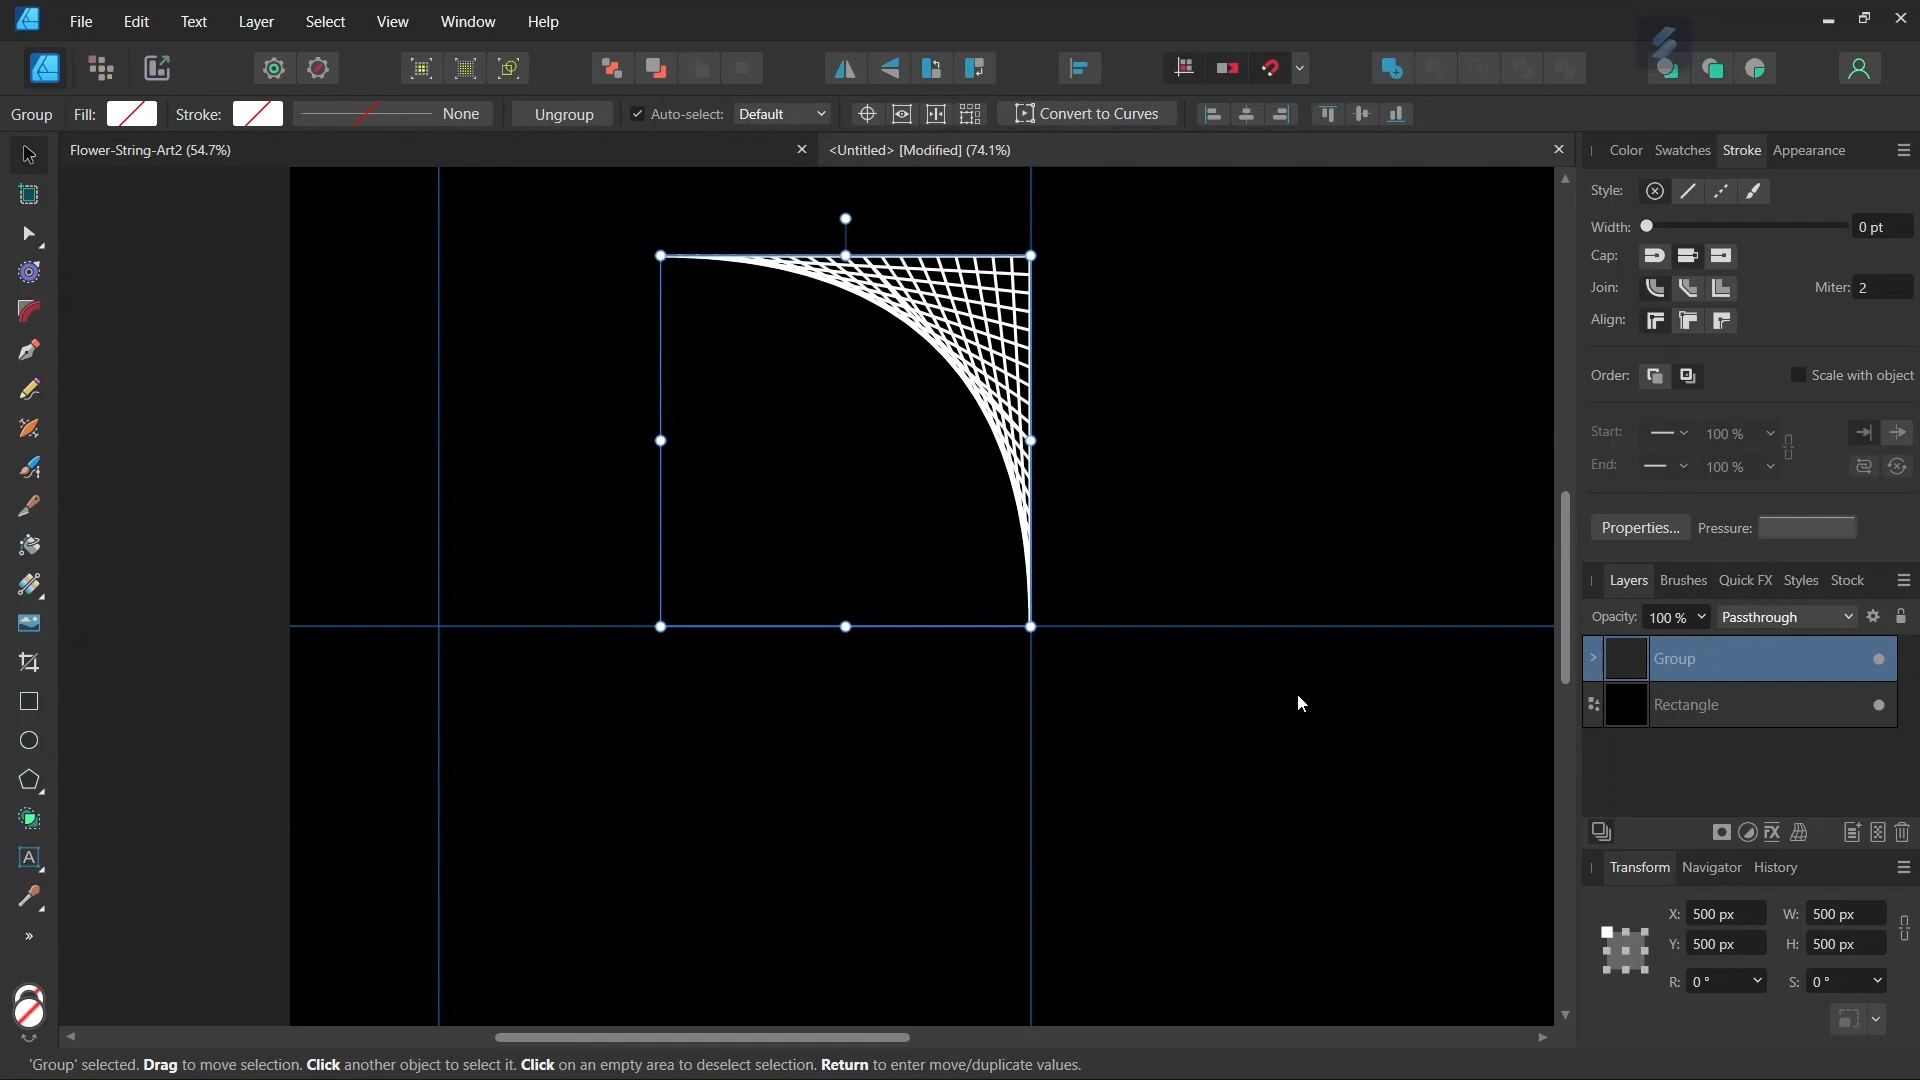 File Edit Text Layer Select View Window Help
Group Fill: Stroke: None Ungroup Auto-select: Default Convert to Curves
Flower-String-Art2 (54.7%) <Untitled> [Modified] (74.1%)
Color Swatches Stroke Appearance
Style:
Width: 0 pt
Cap:
Join: Miter: 2
Align:
Order: Scale with object
Start: 100 %
End: 100 %
Properties... Pressure:
Layers Brushes Quick FX Styles Stock
Opacity: 100 % Passthrough
Group
Rectangle
Transform Navigator History
X: 500 px W: 500 px
Y: 500 px H: 500 px
R: 0 ° S: 0 °
'Group' selected. Drag to move selection. Click another object to select it. Click on an empty area to deselect selection. Return to enter move/duplicate values.